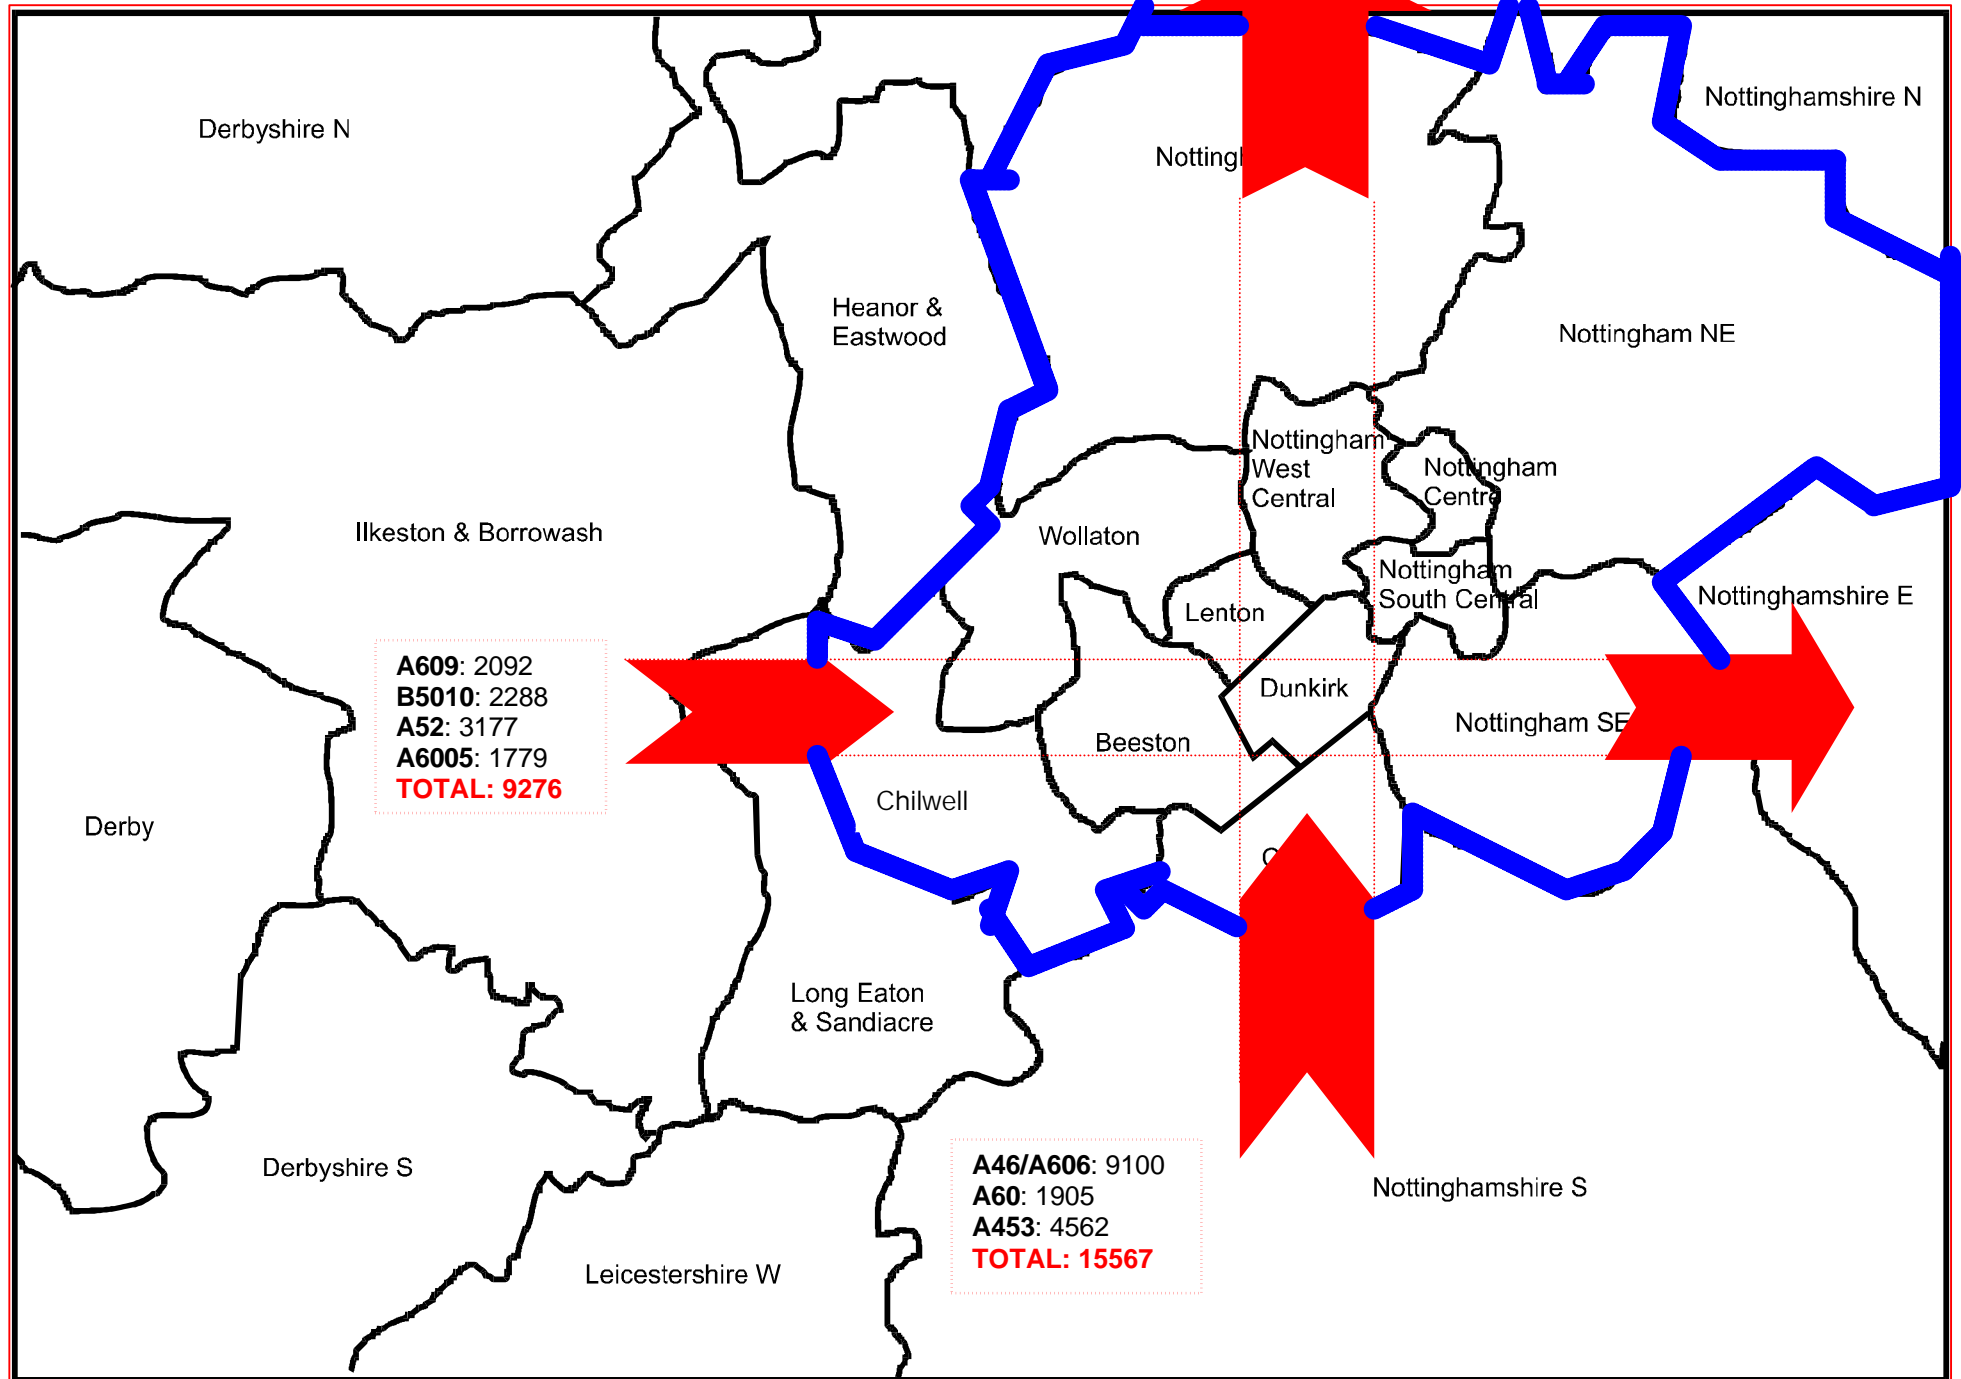 Nottinghamshire N
Derbyshire N
Heanor &
Eastwood
Nottingham NE
Nottingham
West
Central
Nottingham
Centre
Ilkeston & Borrowash
Wollaton
Nottingham
South Central
Nottinghamshire E
Lenton
A609: 2092
B5010: 2288
A52: 3177
A6005: 1779
TOTAL: 9276
Dunkirk
Nottingham SE
Beeston
Chilwell
Derby
Long Eaton
& Sandiacre
Derbyshire S
A46/A606: 9100
A60: 1905
A453: 4562
TOTAL: 15567
Nottinghamshire S
Leicestershire W